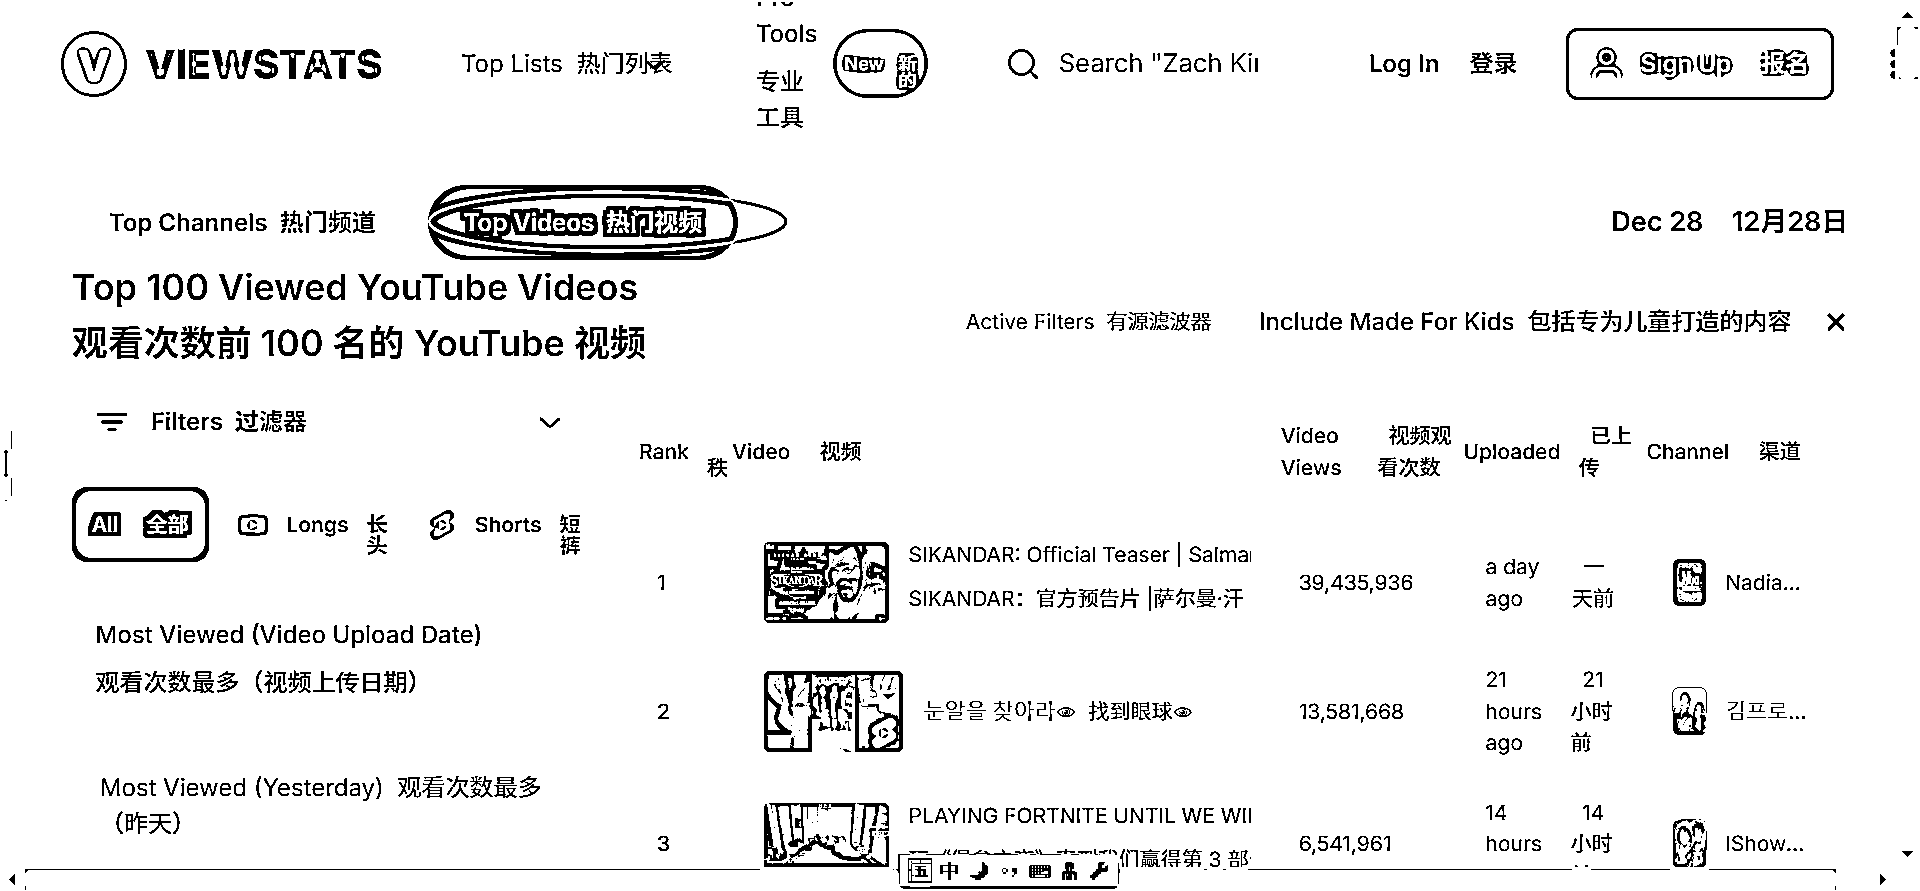 VIEWSTATS
Top Lists 热门列表
Tools
专业
工具
New 新的
Search "Zach Kin
Log In 登录
Sign Up 报名
Top Channels 热门频道
Top Videos 热门视频
Dec 28 12月28日
Top 100 Viewed YouTube Videos
观看次数前 100 名的 YouTube 视频
Active Filters 有源滤波器
Include Made For Kids 包括专为儿童打造的内容
Filters 过滤器
All 全部
Longs 长头
Shorts 短裤
Most Viewed (Video Upload Date)
观看次数最多（视频上传日期）
Most Viewed (Yesterday) 观看次数最多
（昨天）
Rank 秩
Video 视频
Video Views 视频观看次数
Uploaded 已上传
Channel 渠道
1
SIKANDAR
SIKANDAR: Official Teaser | Salman
SIKANDAR：官方预告片 |萨尔曼·汗
39,435,936
a day ago
一天前
Nadia...
2
눈알을 찾아라👁 找到眼球👁
13,581,668
21 hours ago
21 小时前
김프로...
3
PLAYING FORTNITE UNTIL WE WI
们赢得第 3 部
6,541,961
14 hours
14 小时
IShow...
五 中